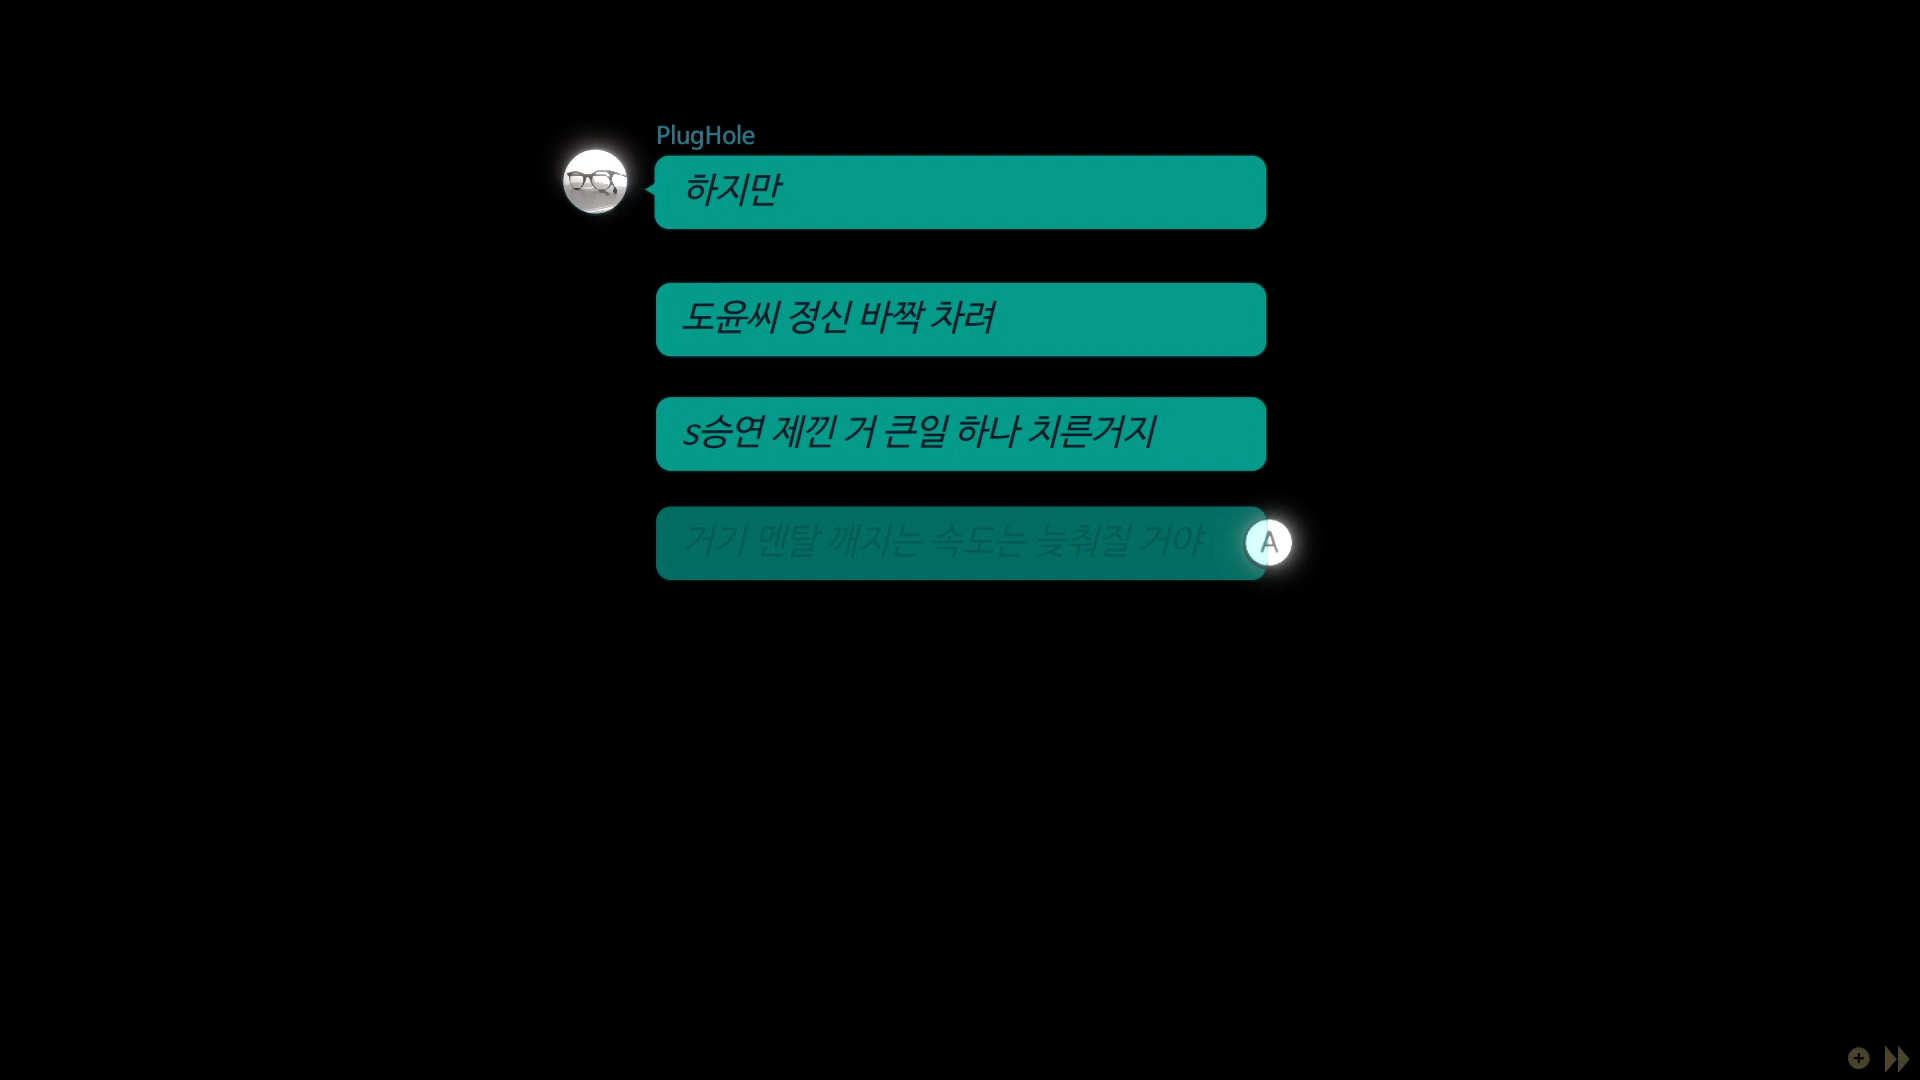 PlugHole
하지만
도윤씨 정신 바짝 차려
s승연 제낀 거 큰일 하나 치른거지
거기 멘탈 깨지는 속도는 늦춰질 거야
A